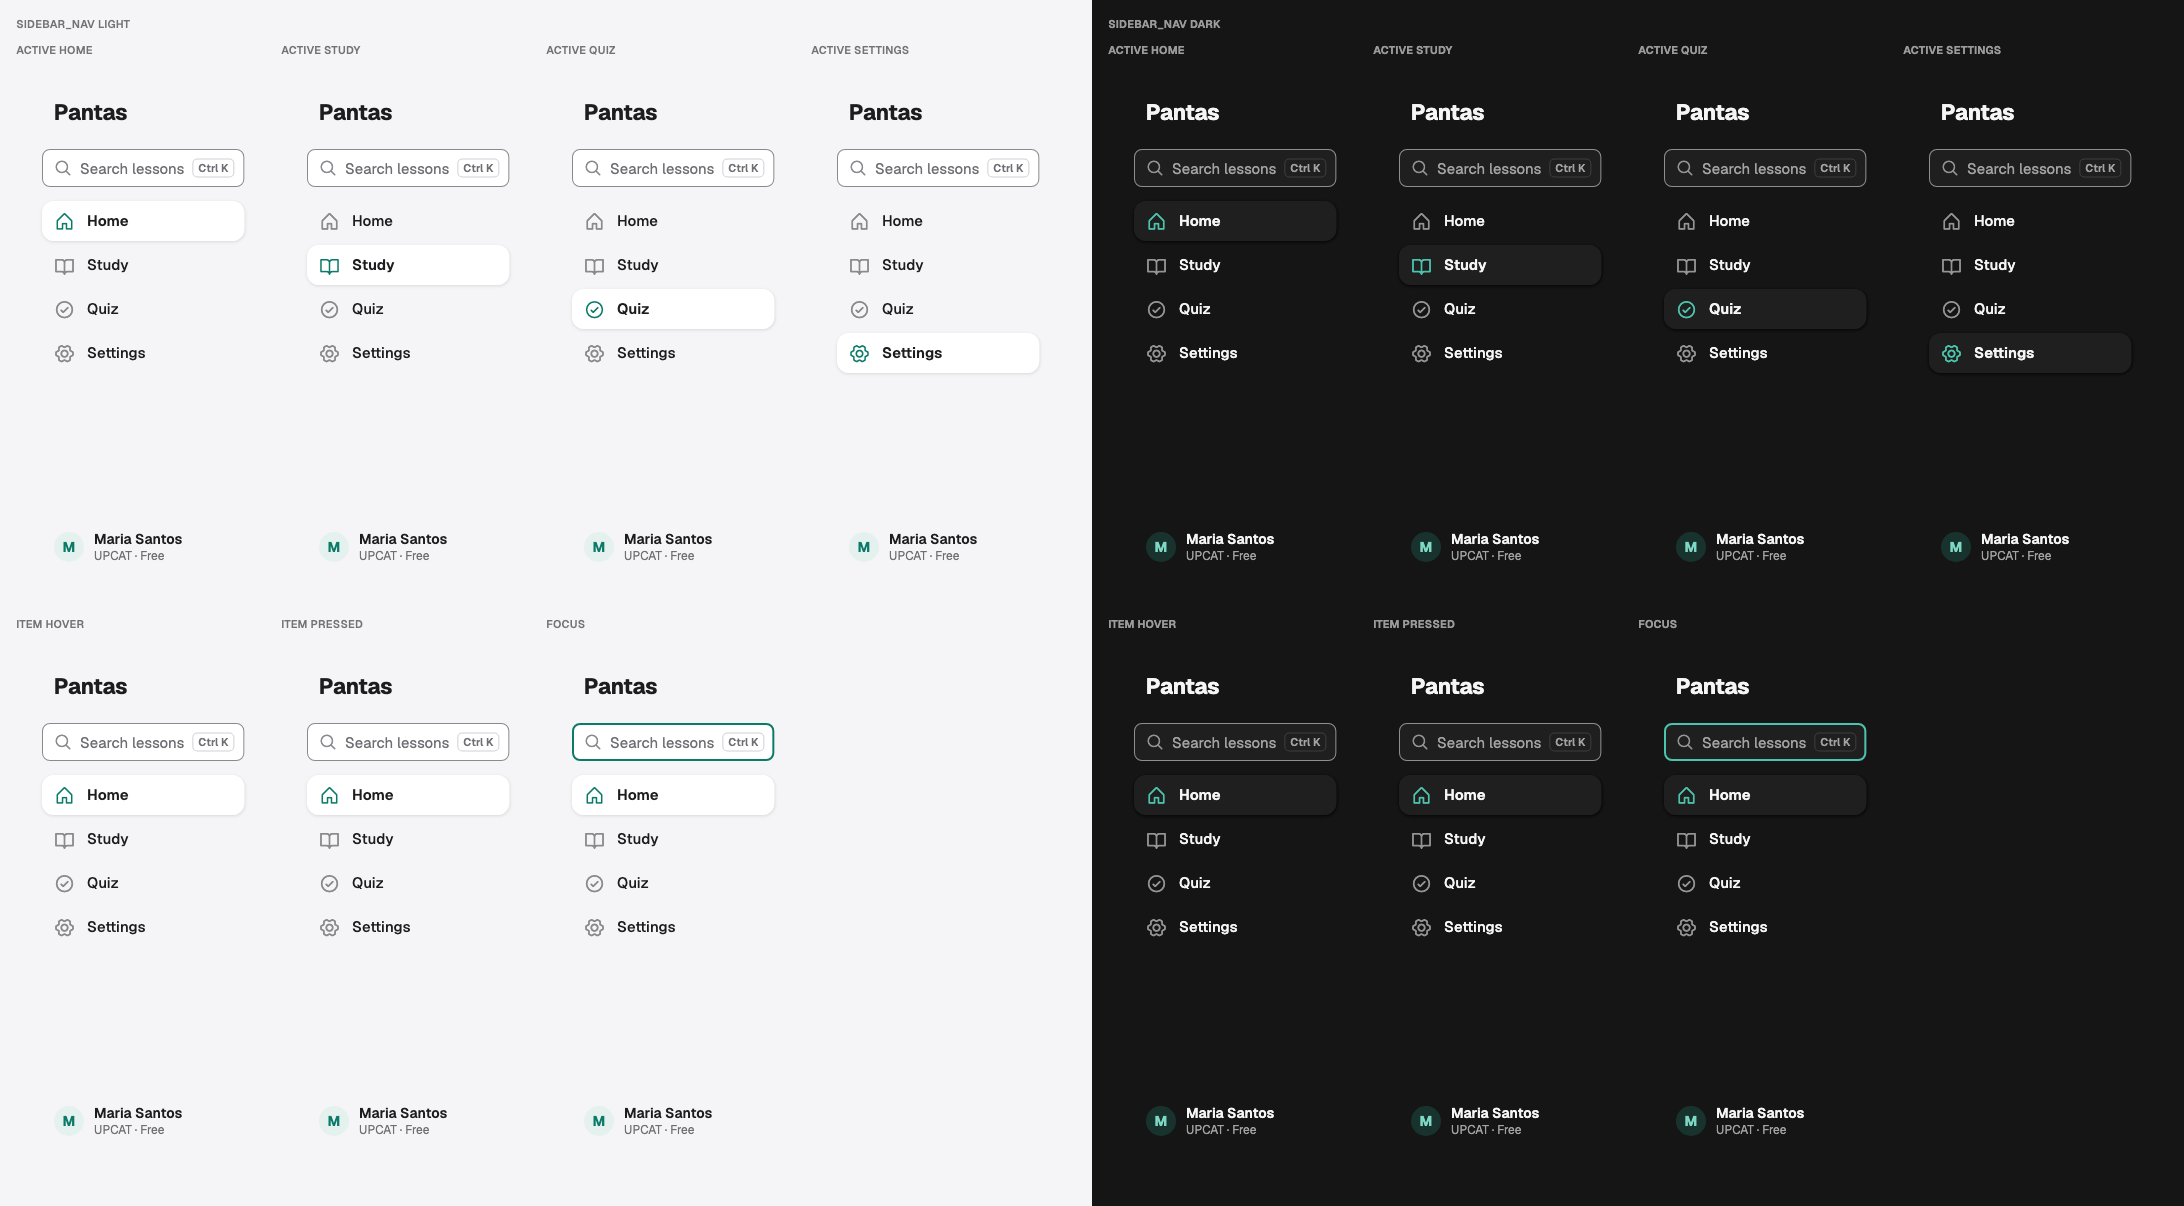 SIDEBAR_NAV LIGHT
ACTIVE HOME
Pantas
Search lessons Ctrl K
Home
Study
Quiz
Settings
M Maria Santos
UPCAT · Free
ACTIVE STUDY
Pantas
Search lessons Ctrl K
Home
Study
Quiz
Settings
M Maria Santos
UPCAT · Free
ACTIVE QUIZ
Pantas
Search lessons Ctrl K
Home
Study
Quiz
Settings
M Maria Santos
UPCAT · Free
ACTIVE SETTINGS
Pantas
Search lessons Ctrl K
Home
Study
Quiz
Settings
M Maria Santos
UPCAT · Free
ITEM HOVER
Pantas
Search lessons Ctrl K
Home
Study
Quiz
Settings
M Maria Santos
UPCAT · Free
ITEM PRESSED
Pantas
Search lessons Ctrl K
Home
Study
Quiz
Settings
M Maria Santos
UPCAT · Free
FOCUS
Pantas
Search lessons Ctrl K
Home
Study
Quiz
Settings
M Maria Santos
UPCAT · Free
SIDEBAR_NAV DARK
ACTIVE HOME
Pantas
Search lessons Ctrl K
Home
Study
Quiz
Settings
M Maria Santos
UPCAT · Free
ACTIVE STUDY
Pantas
Search lessons Ctrl K
Home
Study
Quiz
Settings
M Maria Santos
UPCAT · Free
ACTIVE QUIZ
Pantas
Search lessons Ctrl K
Home
Study
Quiz
Settings
M Maria Santos
UPCAT · Free
ACTIVE SETTINGS
Pantas
Search lessons Ctrl K
Home
Study
Quiz
Settings
M Maria Santos
UPCAT · Free
ITEM HOVER
Pantas
Search lessons Ctrl K
Home
Study
Quiz
Settings
M Maria Santos
UPCAT · Free
ITEM PRESSED
Pantas
Search lessons Ctrl K
Home
Study
Quiz
Settings
M Maria Santos
UPCAT · Free
FOCUS
Pantas
Search lessons Ctrl K
Home
Study
Quiz
Settings
M Maria Santos
UPCAT · Free